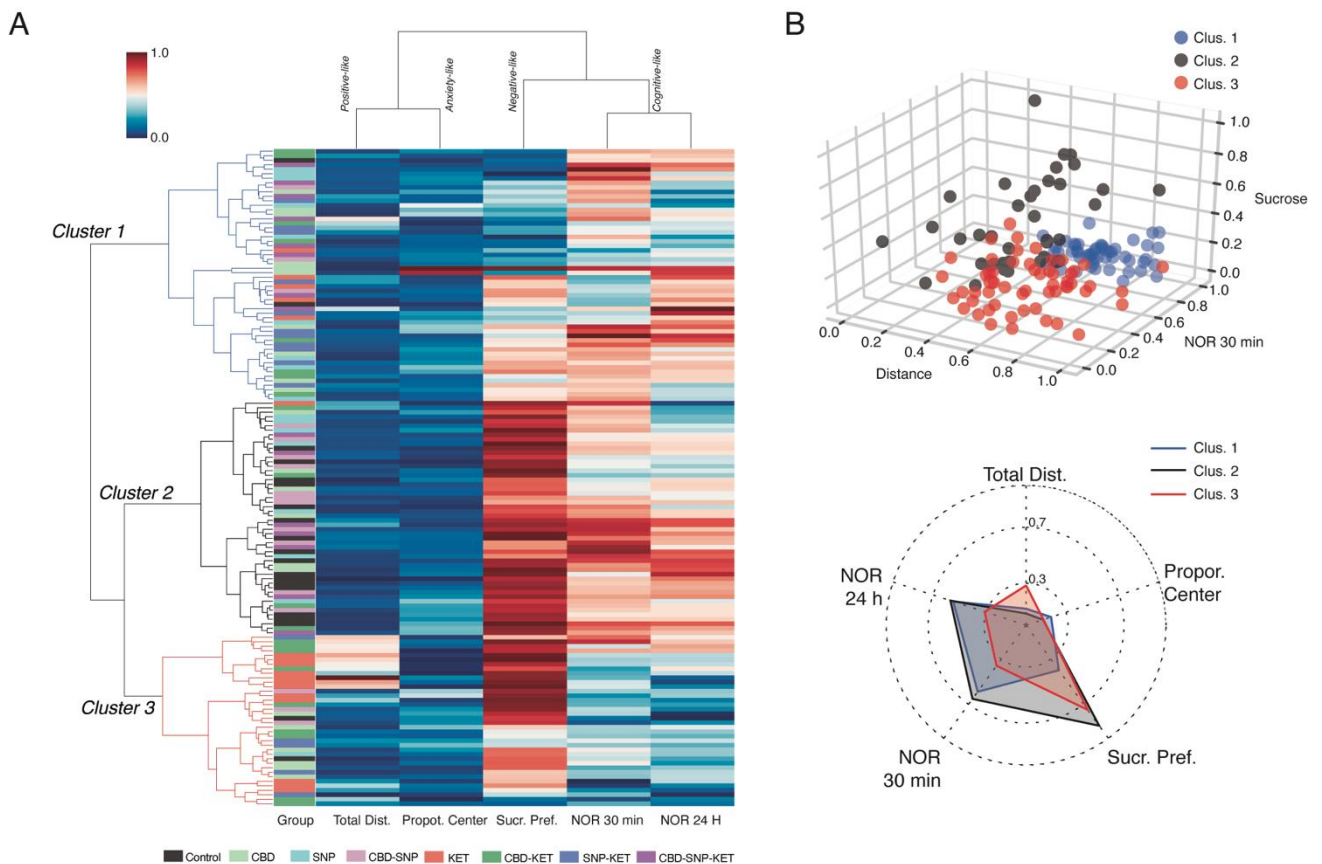 A
1.0
0.0
Positive-like
Anxiety-like
Negative-like
Cognitive-like
Cluster 1
Cluster 2
Cluster 3
Group
Total Dist.
Propot. Center
Sucr. Pref.
NOR 30 min
NOR 24 H
Control
CBD
SNP
CBD-SNP
KET
CBD-KET
SNP-KET
CBD-SNP-KET
B
Clus. 1
Clus. 2
Clus. 3
1.0
0.8
0.6
0.4
0.2
0.0
Sucrose
1.0
0.8
0.6
0.4
0.2
0.0
NOR 30 min
0.0
0.2
0.4
0.6
0.8
1.0
Distance
Clus. 1
Clus. 2
Clus. 3
Total Dist.
0.7
0.3
Propor.
Center
Sucr. Pref.
NOR
30 min
NOR
24 h